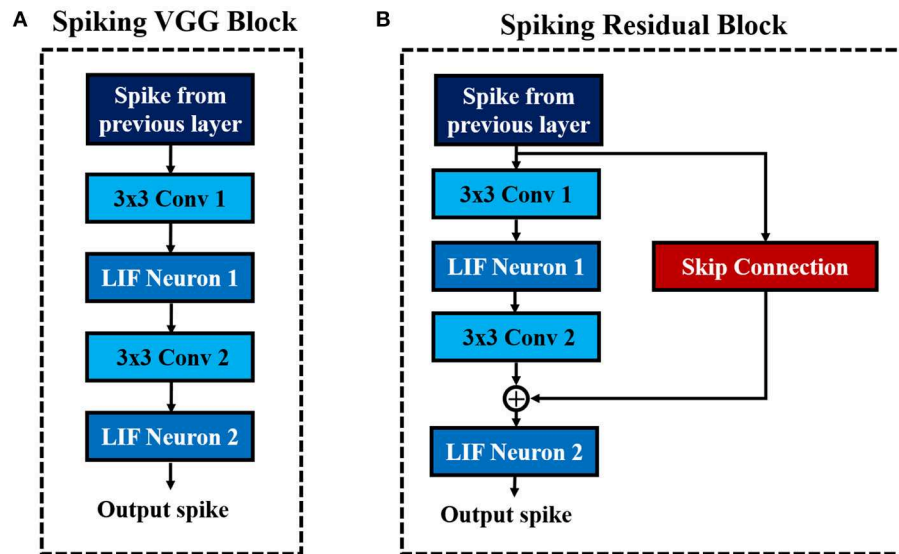 A
Spiking VGG Block
Spike from
previous layer
3x3 Conv 1
LIF Neuron 1
3x3 Conv 2
LIF Neuron 2
Output spike
B
Spiking Residual Block
Spike from
previous layer
3x3 Conv 1
LIF Neuron 1
Skip Connection
3x3 Conv 2
+
LIF Neuron 2
Output spike